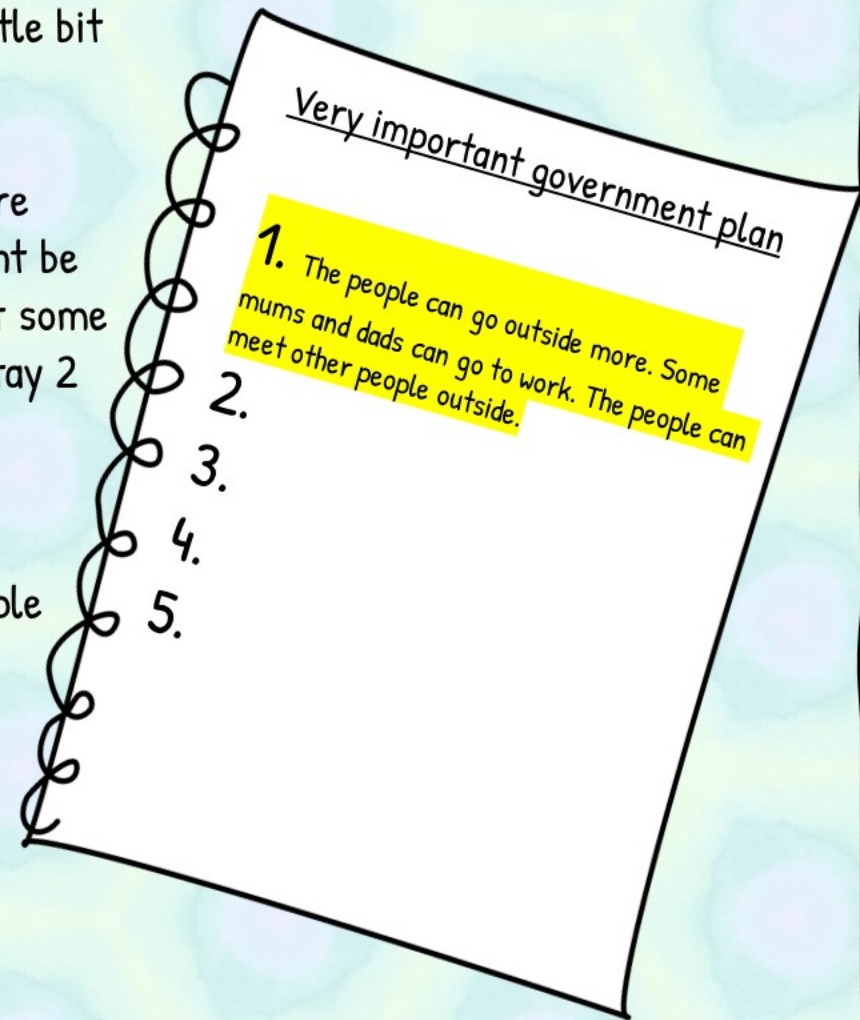 tle bit
re
nt be
r some
ray 2
ple
Very important government plan
1. The people can go outside more. Some
mums and dads can go to work. The people can
meet other people outside.
2.
3.
4.
5.